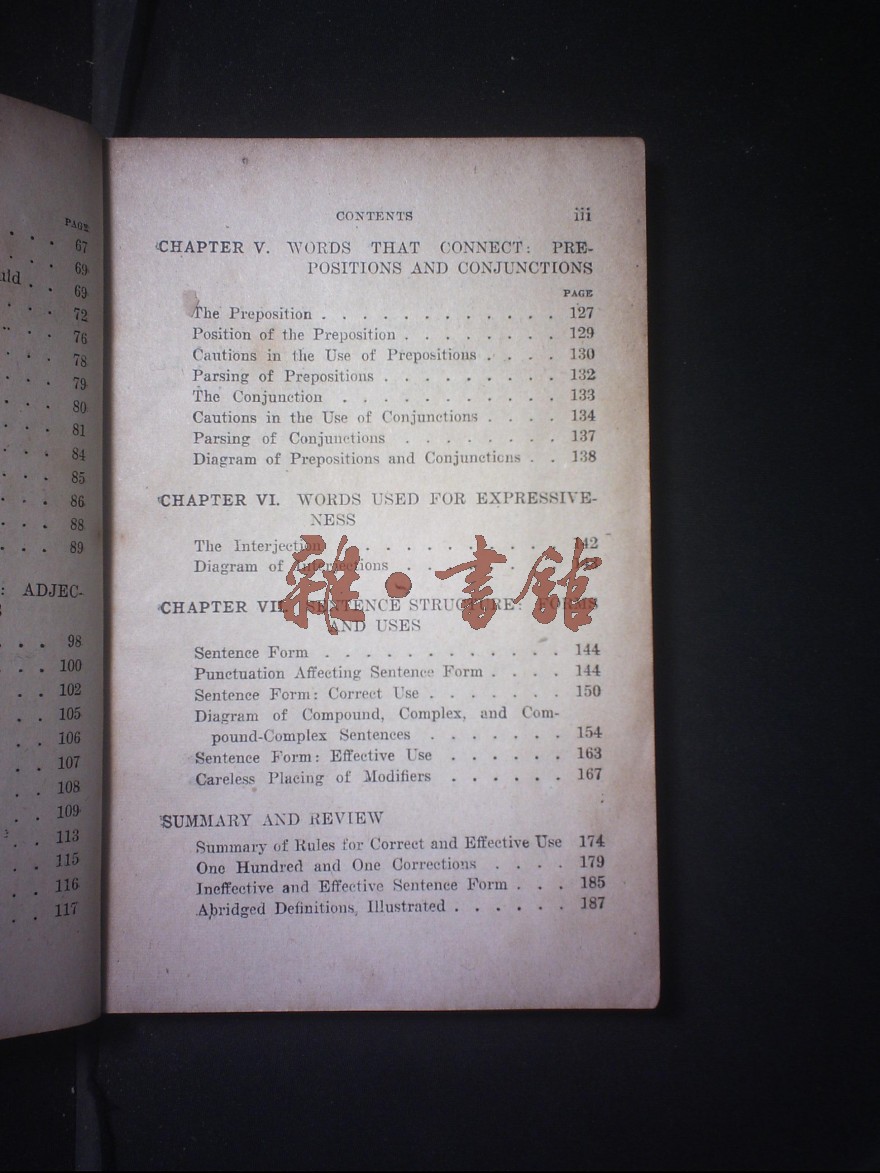 PAGE
67
69
69
72
76
78
79
80
81
84
85
86
88
89
: ADJEC-
98
100
102
105
106
107
108
109
113
115
116
117
CONTENTS iii
CHAPTER V. WORDS THAT CONNECT: PRE-
POSITIONS AND CONJUNCTIONS
PAGE
The Preposition . . . . . . . . . . . . 127
Position of the Preposition . . . . . . . . 129
Cautions in the Use of Prepositions . . . . 130
Parsing of Prepositions . . . . . . . . . 132
The Conjunction . . . . . . . . . . . 133
Cautions in the Use of Conjunctions . . . . 134
Parsing of Conjunctions . . . . . . . . 137
Diagram of Prepositions and Conjunctions . . 138
CHAPTER VI. WORDS USED FOR EXPRESSIVE-
NESS
The Interjection . . . . . . . . . . . 142
Diagram of Interjections . . . . . . . .
CHAPTER VII. SENTENCE STRUCTURE: FORMS
AND USES
Sentence Form . . . . . . . . . . . . 144
Punctuation Affecting Sentence Form . . . . 144
Sentence Form: Correct Use . . . . . . . 150
Diagram of Compound, Complex, and Com-
pound-Complex Sentences . . . . . . . 154
Sentence Form: Effective Use . . . . . . 163
Careless Placing of Modifiers . . . . . . 167
SUMMARY AND REVIEW
Summary of Rules for Correct and Effective Use 174
One Hundred and One Corrections . . . . 179
Ineffective and Effective Sentence Form . . . 185
Abridged Definitions, Illustrated . . . . . . 187
雜·書館